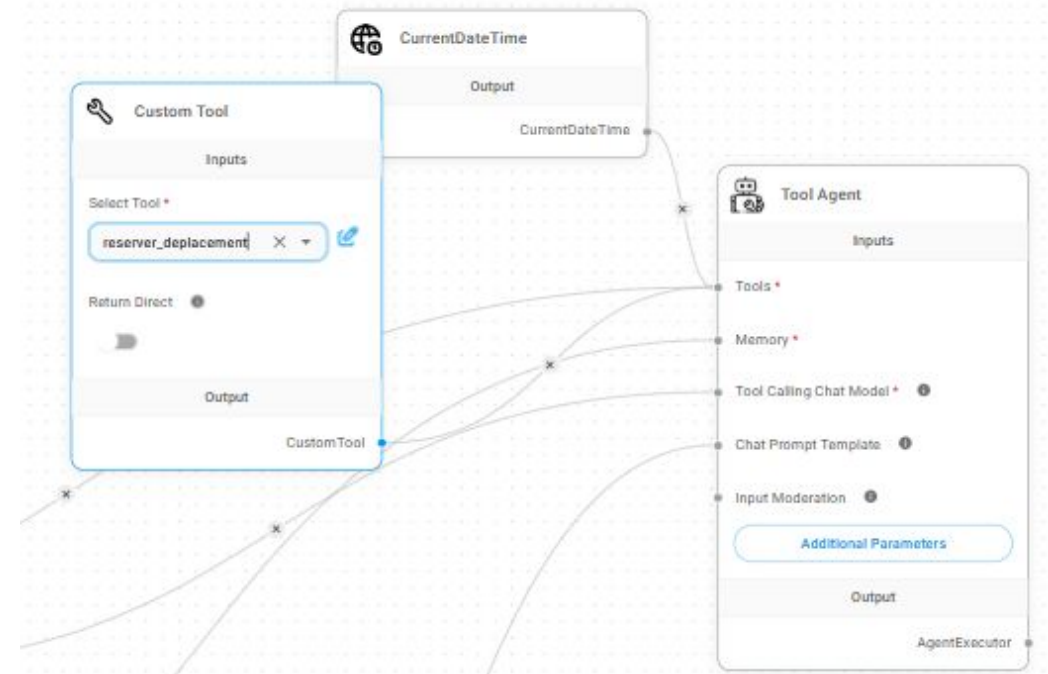 CurrentDateTime
Output
CurrentDateTime
Custom Tool
Inputs
Select Tool *
reserver_deplacement
Return Direct
Output
CustomTool
Tool Agent
Inputs
Tools *
Memory *
Tool Calling Chat Model *
Chat Prompt Template
Input Moderation
Additional Parameters
Output
AgentExecutor